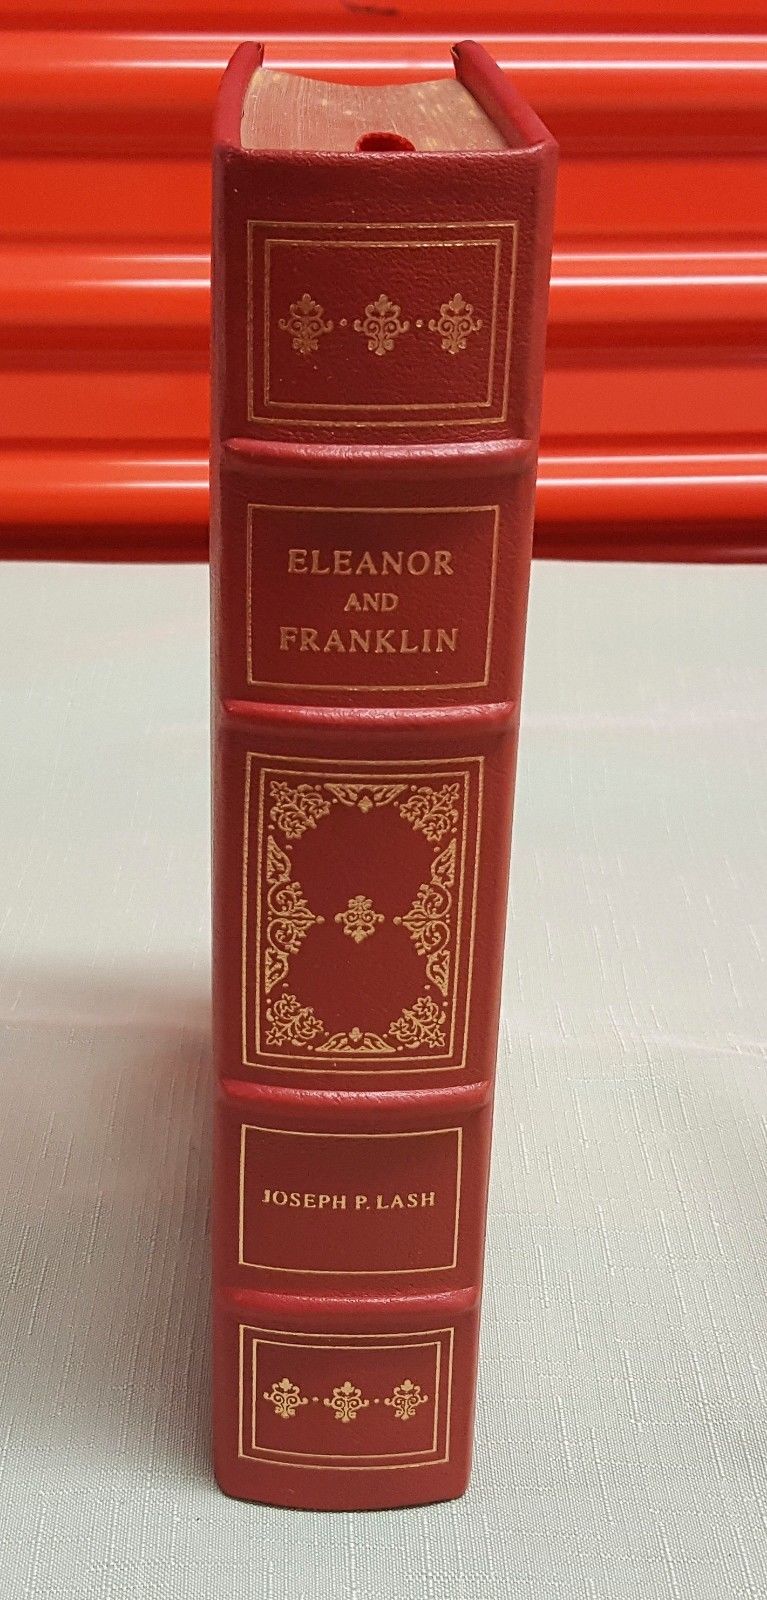 ELEANOR
AND
FRANKLIN
JOSEPH P. LASH